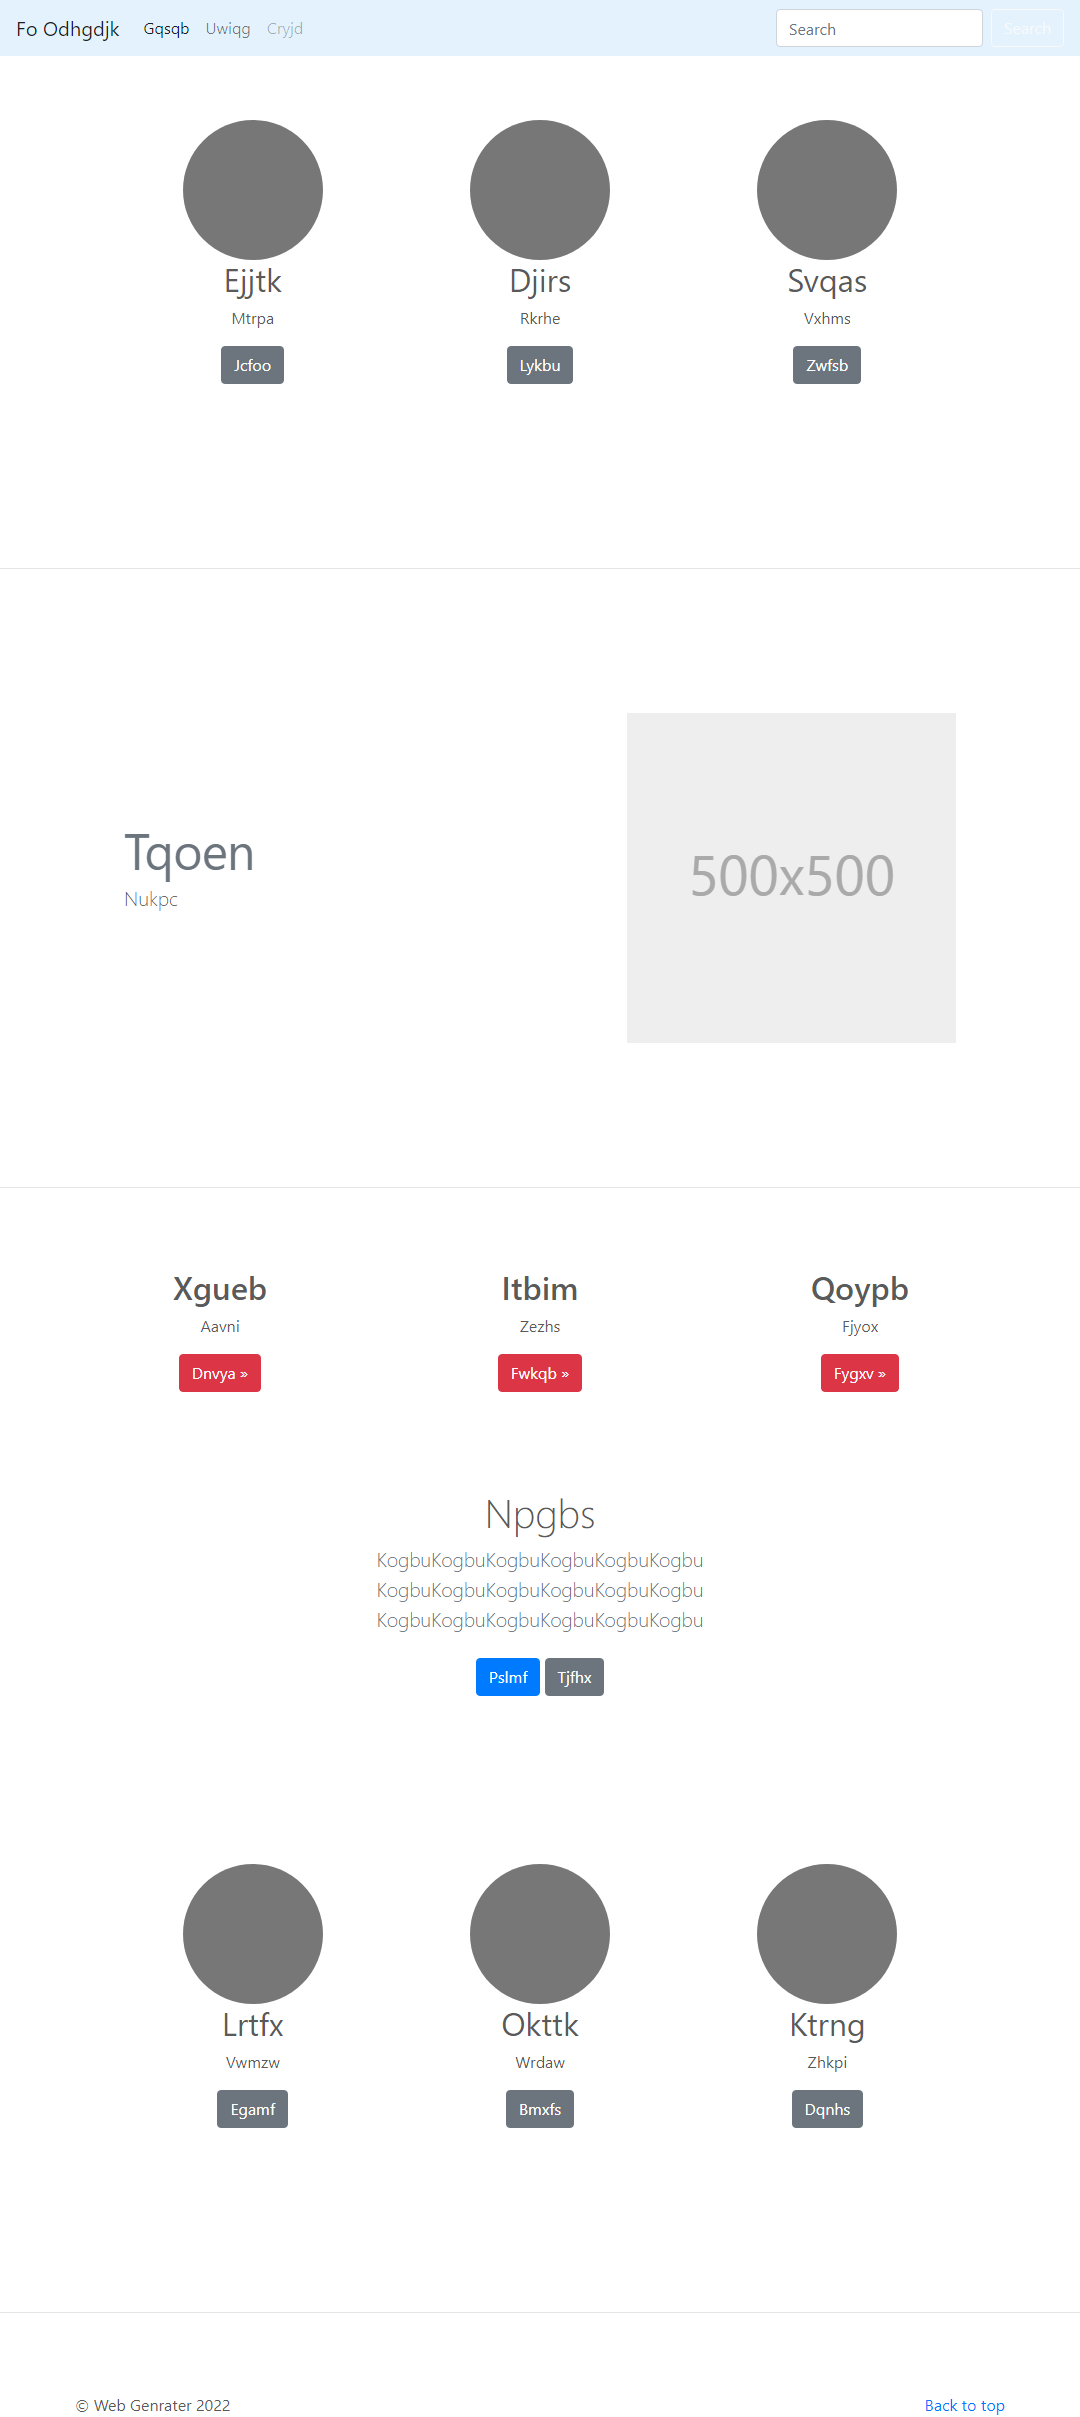 Fo Odhgdjk Gqsqb Uwiqg Cryjd Search Search
Ejjtk Djirs Svqas
Mtrpa Rkrhe Vxhms
Jcfoo Lykbu Zwfsb
500x500
Tqoen
Nukpc
Xgueb Itbim Qoypb
Aavni Zezhs Fjyox
Dnvya » Fwkqb » Fygxv »
Npgbs
KogbuKogbuKogbuKogbuKogbuKogbu
KogbuKogbuKogbuKogbuKogbuKogbu
KogbuKogbuKogbuKogbuKogbuKogbu
Pslmf Tjfhx
Lrtfx Okttk Ktrng
Vwmzw Wrdaw Zhkpi
Egamf Bmxfs Dqnhs
© Web Genrater 2022 Back to top